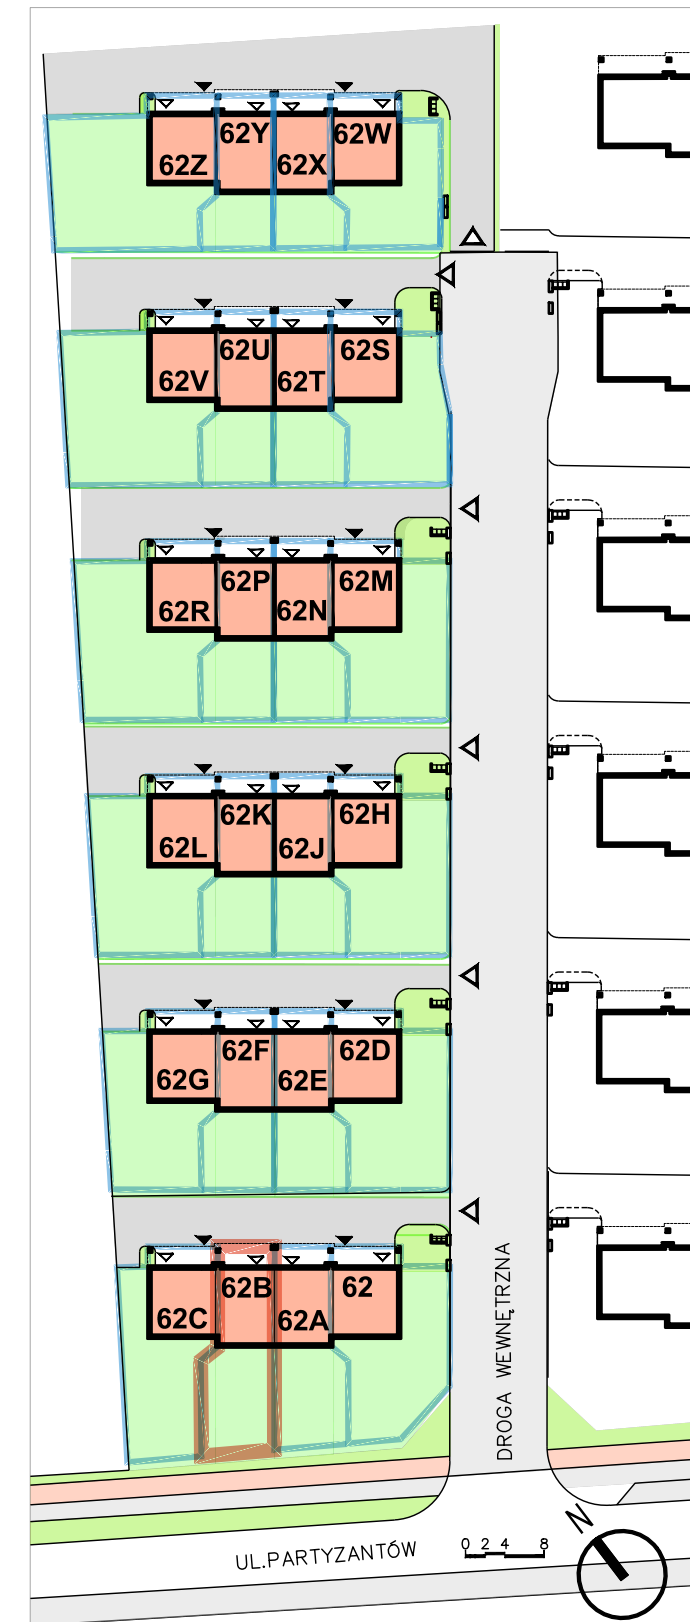 62Y 62W
62Z 62X
62U 62S
62V 62T
62P 62M
62R 62N
62K 62H
62L 62J
62F 62D
62G 62E
62B 62
62C 62A
DROGA WEWNĘTRZNA
UL.PARTYZANTÓW
0 2 4 8
N